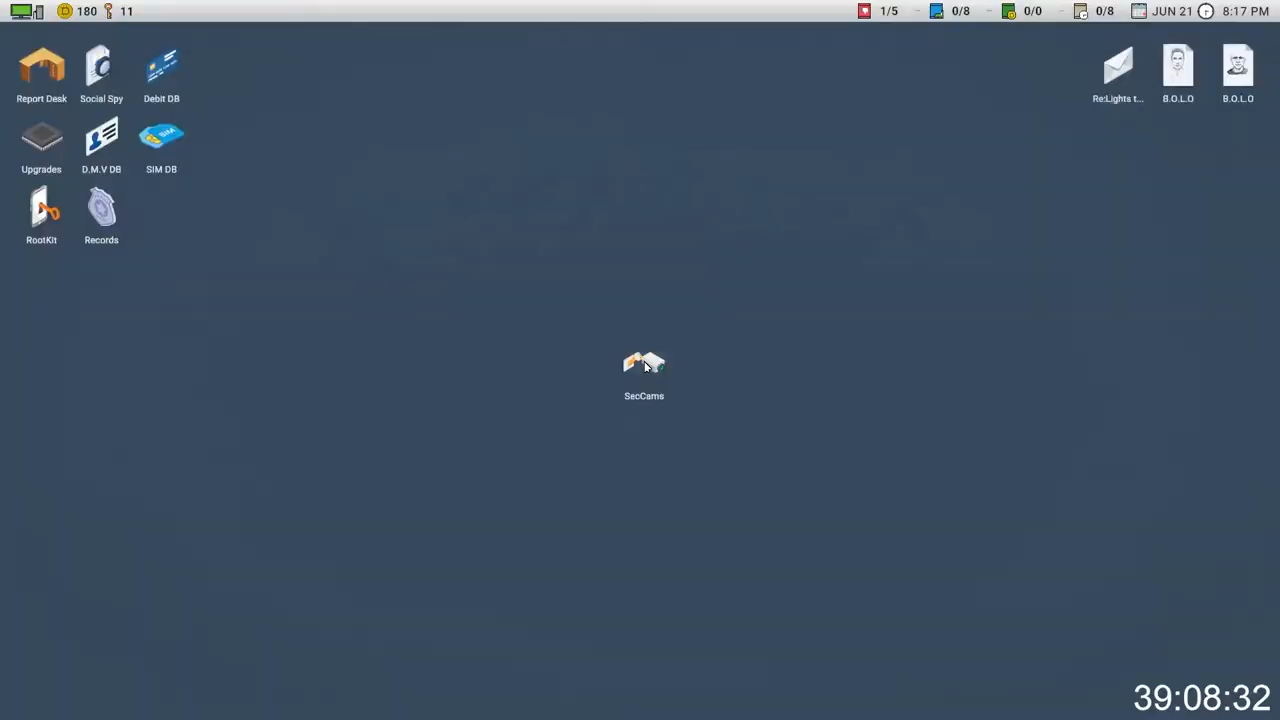 180 11 1/5 0/8 0/0 0/8 JUN 21 8:17 PM
Report Desk Social Spy Debit DB Re:Lights t... B.O.L.O B.O.L.O
Upgrades D.M.V DB SIM SIM DB
RootKit Records
SecCams
39:08:32